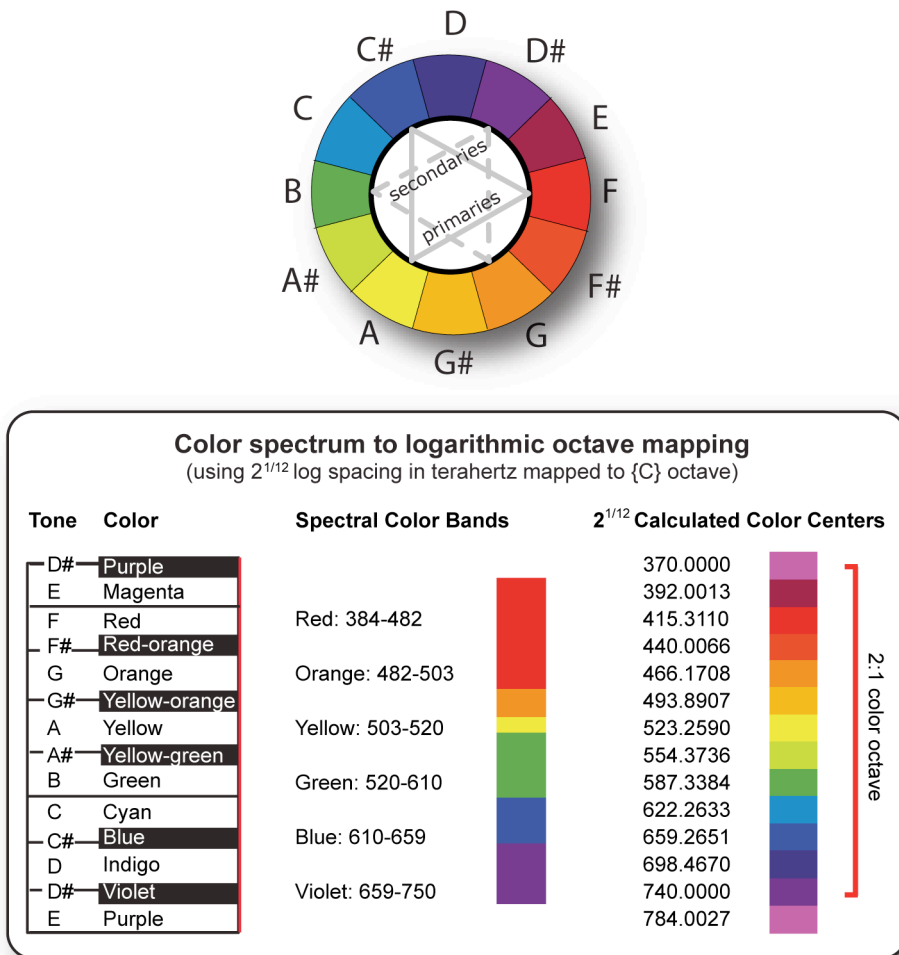 D
C#
D#
C
E
B
F
A#
F#
A
G
G#
secondaries
primaries
Color spectrum to logarithmic octave mapping
(using 2^1/12 log spacing in terahertz mapped to {C} octave)
Tone Color
D# Purple
E Magenta
F Red
F# Red-orange
G Orange
G# Yellow-orange
A Yellow
A# Yellow-green
B Green
C Cyan
C# Blue
D Indigo
D# Violet
E Purple
Spectral Color Bands
Red: 384-482
Orange: 482-503
Yellow: 503-520
Green: 520-610
Blue: 610-659
Violet: 659-750
2^1/12 Calculated Color Centers
370.0000
392.0013
415.3110
440.0066
466.1708
493.8907
523.2590
554.3736
587.3384
622.2633
659.2651
698.4670
740.0000
784.0027
2:1 color octave